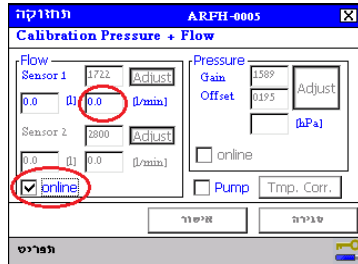 תחזוקה ARFH-0005
Calibration Pressure + Flow
Flow
Sensor 1 1722 Adjust
0.0 (l) 0.0 (l/min)
Sensor 2 2800 Adjust
0.0 (l) 0.0 (l/min)
online
Pressure
Gain 1589
Offset 0195 Adjust
(hPa)
online
Pump Tmp. Corr.
אישור סגירה
תפריט